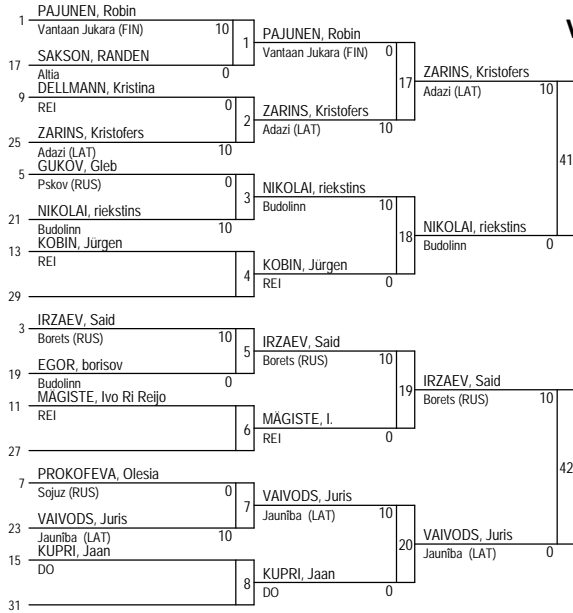 1 PAJUNEN, Robin
Vantaan Jukara (FIN) 10
1
17 SAKSON, RANDEN
Altia 0
9 DELLMANN, Kristina
REI 0
2
25 ZARINS, Kristofers
Adazi (LAT) 10
5 GUKOV, Gleb
Pskov (RUS) 0
3
21 NIKOLAI, riekstins
Budolinn 10
13 KOBIN, Jürgen
REI
4
29
3 IRZAEV, Said
Borets (RUS) 10
5
19 EGOR, borisov
Budolinn 0
11 MÄGISTE, Ivo Ri Reijo
REI
6
27
7 PROKOFEVA, Olesia
Sojuz (RUS) 0
7
23 VAIVODS, Juris
Jaunîba (LAT) 10
15 KUPRI, Jaan
DO
8
31
PAJUNEN, Robin
Vantaan Jukara (FIN) 0
17
ZARINS, Kristofers
Adazi (LAT) 10
NIKOLAI, riekstins
Budolinn 10
18
KOBIN, Jürgen
REI 0
IRZAEV, Said
Borets (RUS) 10
19
MÄGISTE, I.
REI 0
VAIVODS, Juris
Jaunîba (LAT) 10
20
KUPRI, Jaan
DO 0
ZARINS, Kristofers
Adazi (LAT) 10
41
NIKOLAI, riekstins
Budolinn 0
IRZAEV, Said
Borets (RUS) 10
42
VAIVODS, Juris
Jaunîba (LAT) 0